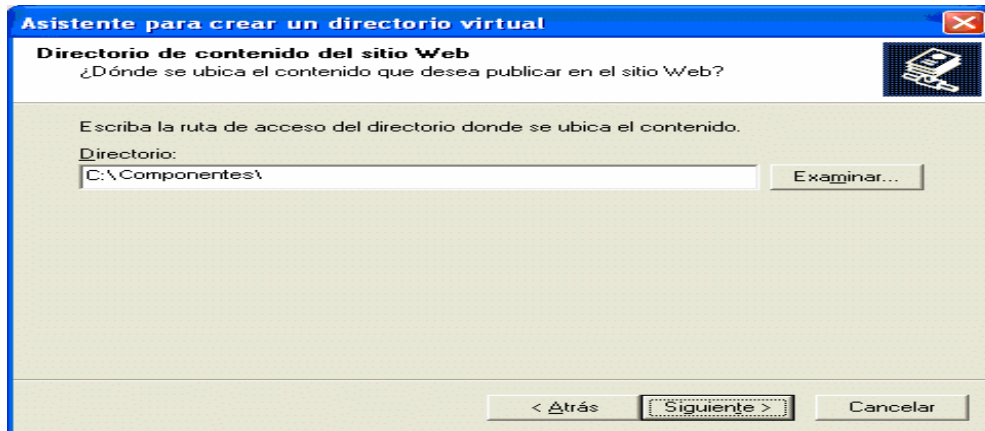 Asistente para crear un directorio virtual
Directorio de contenido del sitio Web
¿Dónde se ubica el contenido que desea publicar en el sitio Web?
Escriba la ruta de acceso del directorio donde se ubica el contenido.
Directorio:
C:\Componentes\
Examinar...
< Atrás
Siguiente >
Cancelar